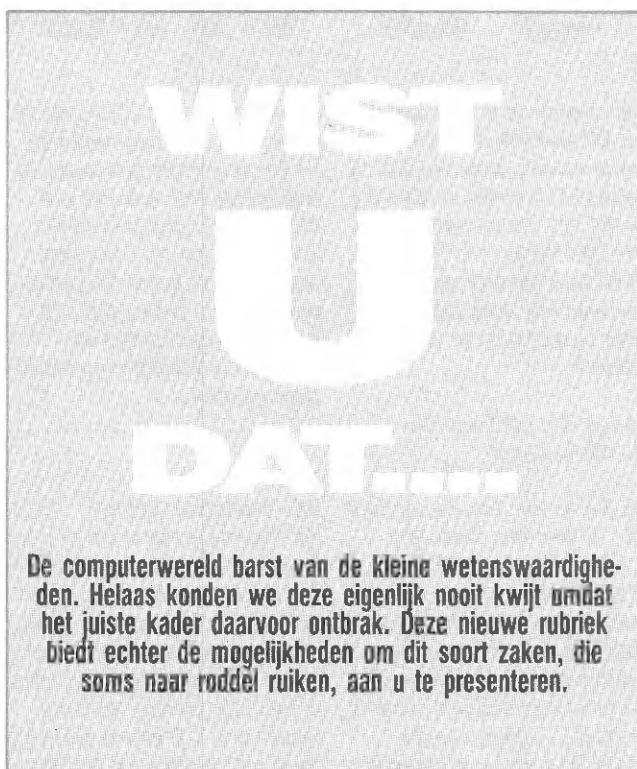 WIST
U
DAT....
De computerwereld barst van de kleine wetenswaardighe-
den. Helaas konden we deze eigenlijk nooit kwijt omdat
het juiste kader daarvoor ontbrak. Deze nieuwe rubriek
biedt echter de mogelijkheden om dit soort zaken, die
soms naar roddel ruiken, aan u te presenteren.